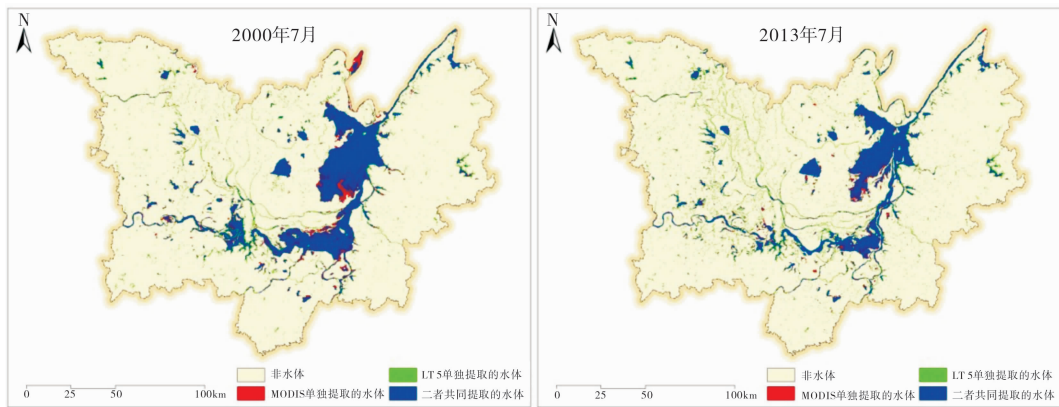 N
2000年7月
非水体
LT 5单独提取的水体
MODIS单独提取的水体
二者共同提取的水体
0 25 50 100km
N
2013年7月
非水体
LT 5单独提取的水体
MODIS单独提取的水体
二者共同提取的水体
0 25 50 100km